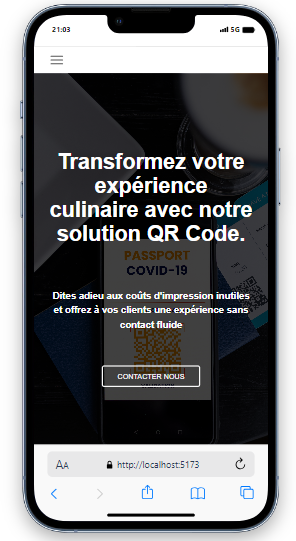 21:03
5G
Transformez votre
expérience
culinaire avec notre
solution QR Code.
PASSPORT
COVID-19
Dites adieu aux coûts d'impression inutiles
et offrez à vos clients une expérience sans
contact fluide
CONTACTER NOUS
AA
http://localhost:5173